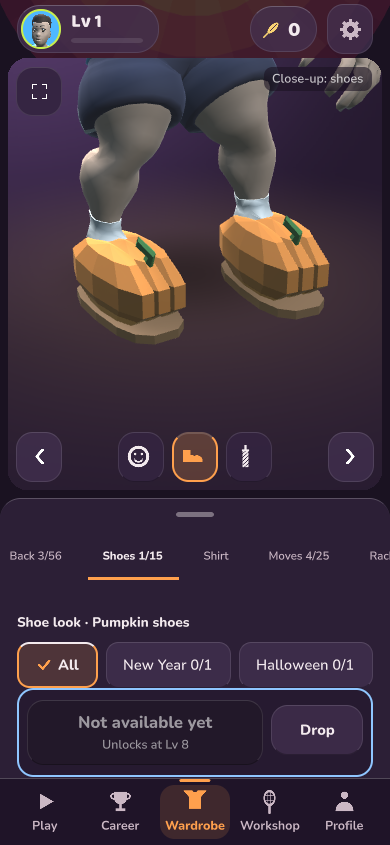 Lv 1
0
Close-up: shoes
Back 3/56
Shoes 1/15
Shirt
Moves 4/25
Shoe look · Pumpkin shoes
All
New Year 0/1
Halloween 0/1
Not available yet
Unlocks at Lv 8
Drop
Play
Career
Wardrobe
Workshop
Profile